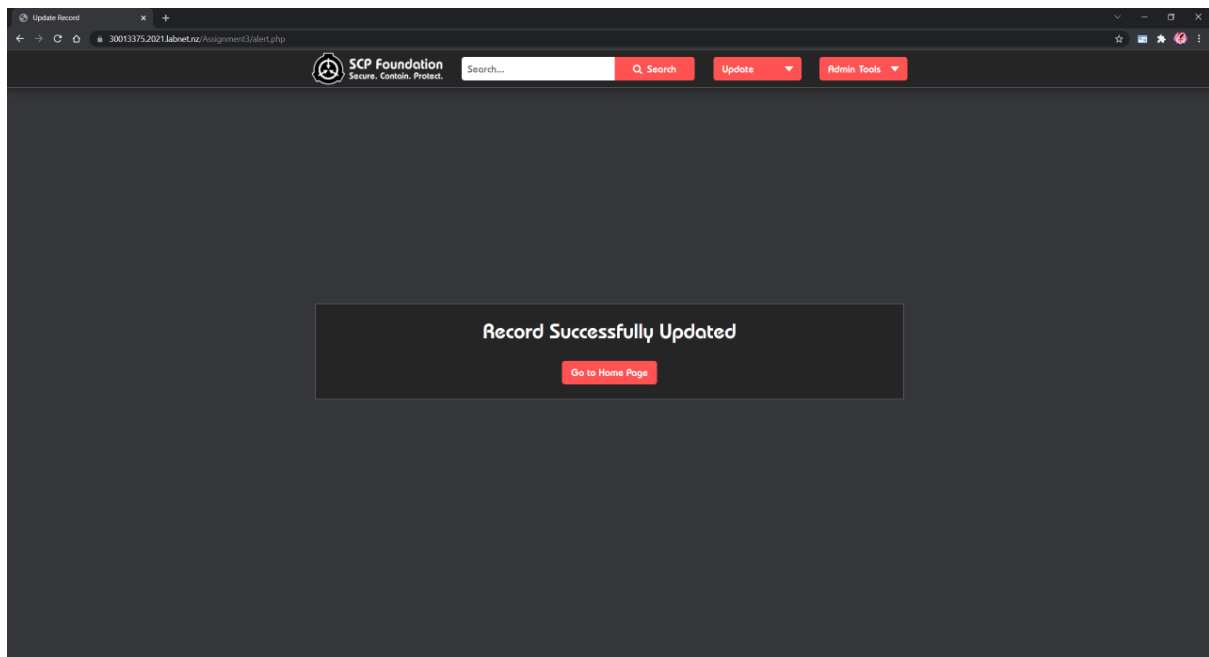 Update Record
30013375.2021.labnet.nz/Assignment3/alert.php
SCP Foundation
Secure. Contain. Protect.
Search...
Search
Update
Admin Tools
Record Successfully Updated
Go to Home Page